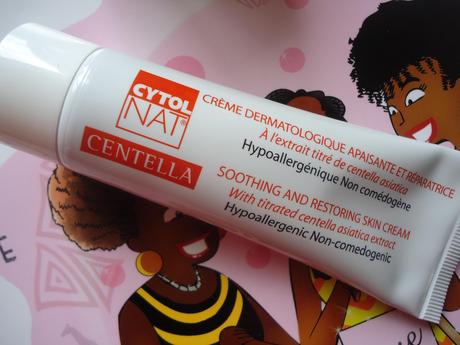 CYTOL
NAT®
CENTELLA
CRÈME DERMATOLOGIQUE APAISANTE ET RÉPARATRICE
À l'extrait titré de centella asiatica
Hypoallergénique Non comédogène
SOOTHING AND RESTORING SKIN CREAM
With titrated centella asiatica extract
Hypoallergenic Non-comedogenic